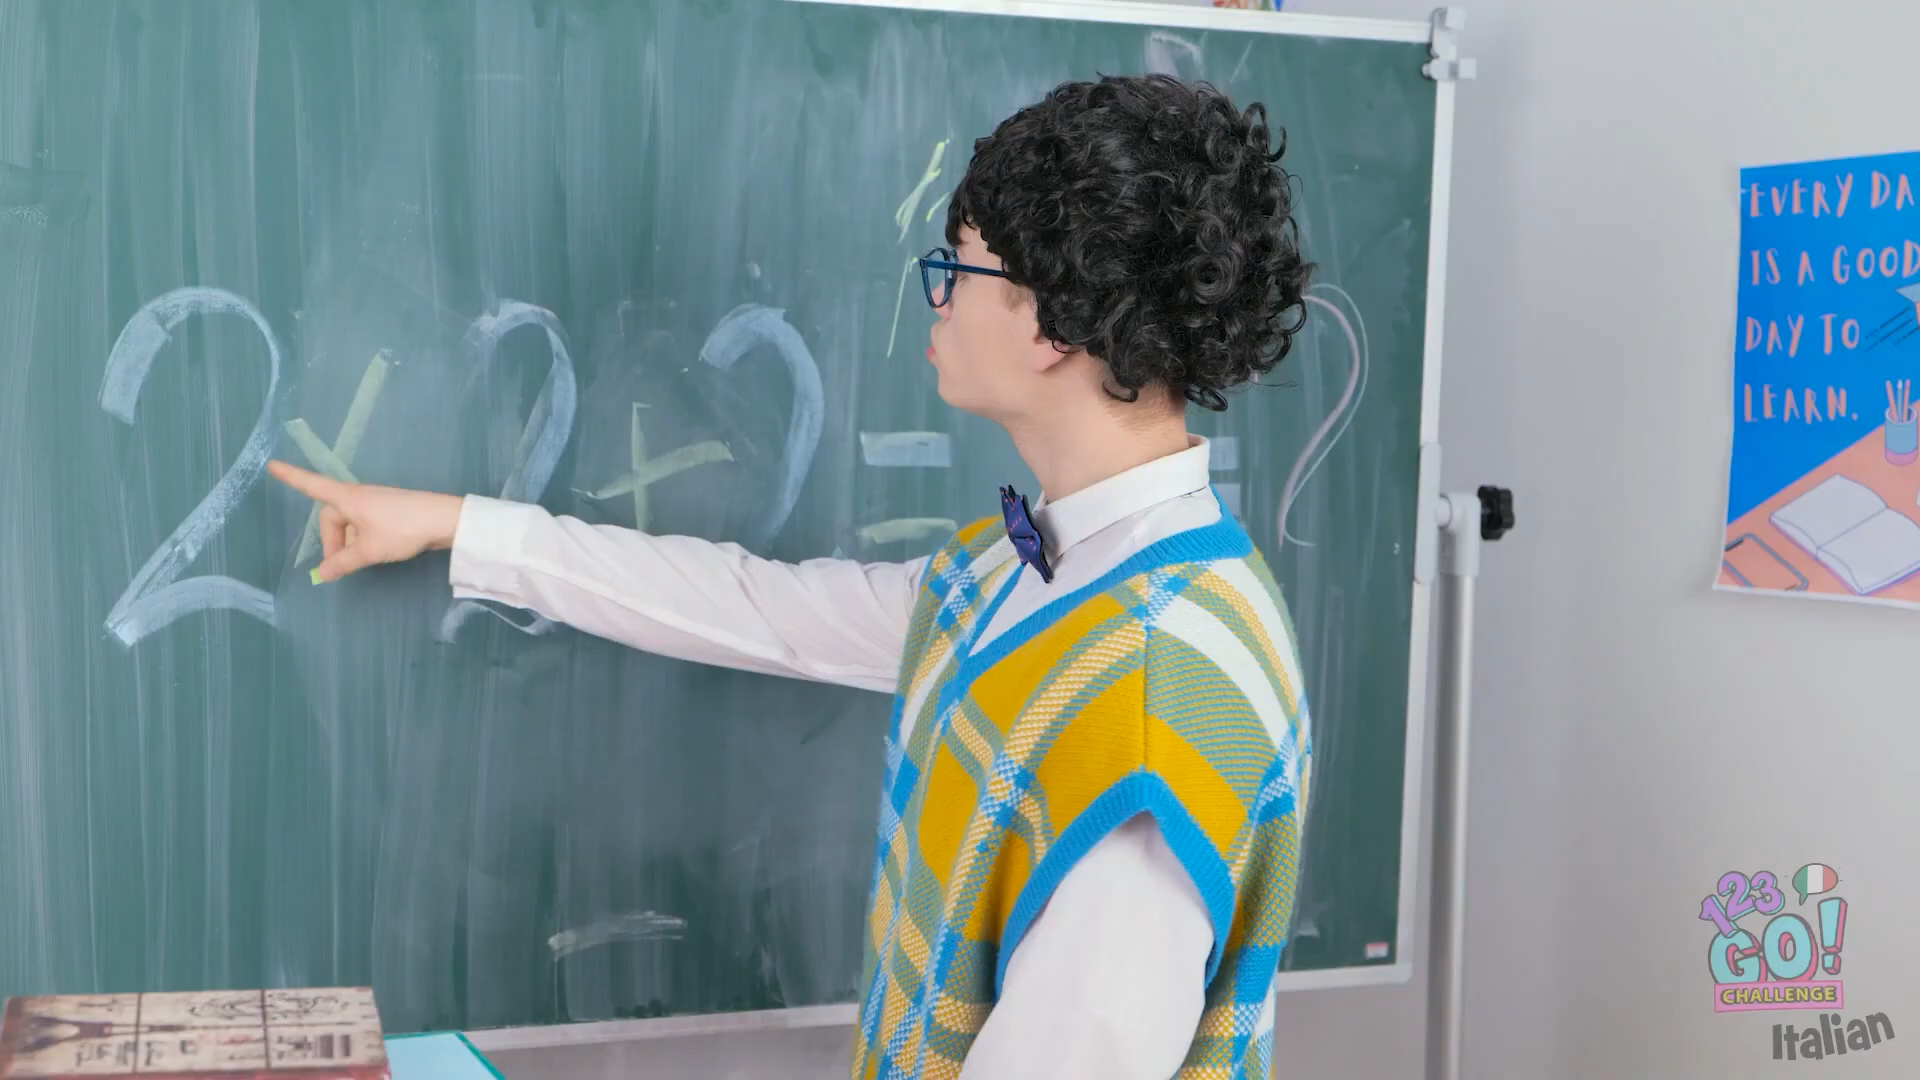 2 x 2 + 2 =
EVERY DA
IS A GOOD
DAY TO
LEARN.
123
GO!
CHALLENGE
Italian